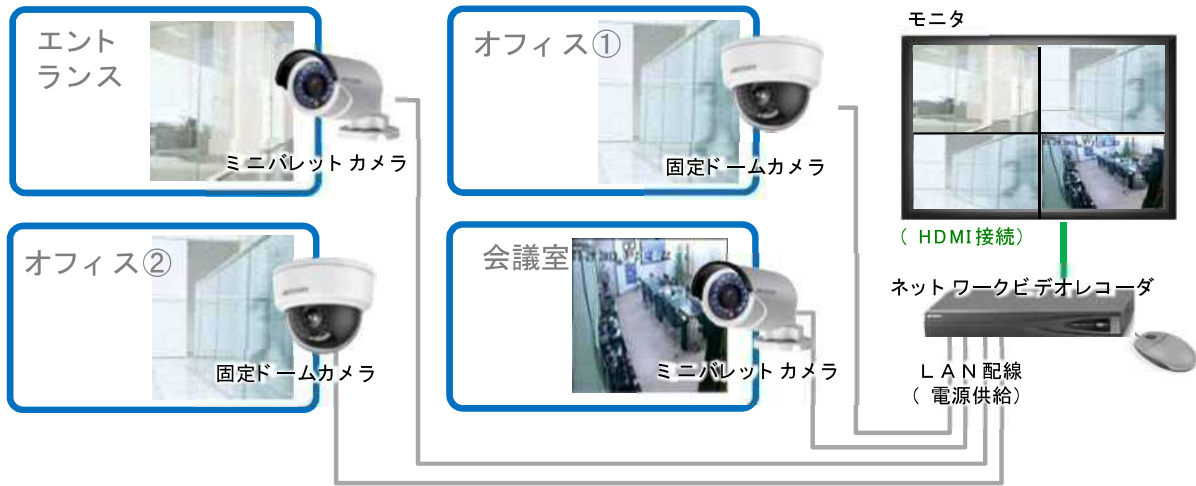 エント
ランス
ミニバレットカメラ
オフィス①
固定ドームカメラ
モニタ
(HDMI接続)
オフィス②
固定ドームカメラ
会議室
ミニバレットカメラ
ネットワークビデオレコーダ
LAN配線
(電源供給)